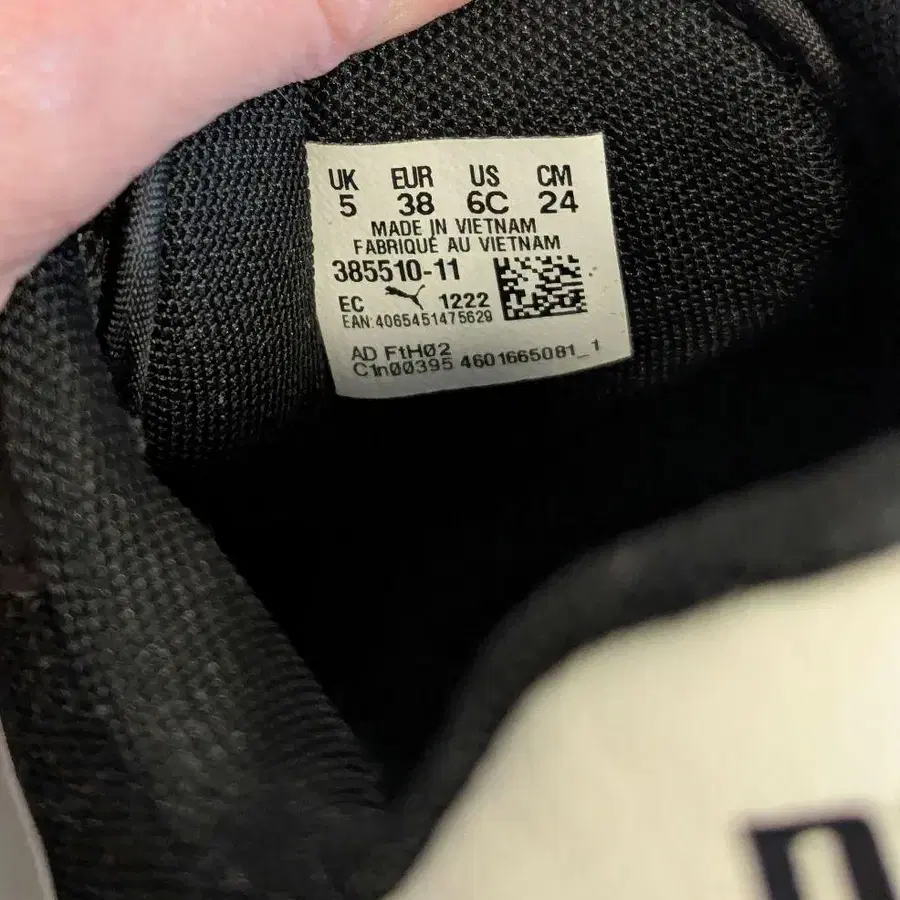 UK EUR US CM
5 38 6C 24
MADE IN VIETNAM
FABRIQUÉ AU VIETNAM
385510-11
EC 1222
EAN:4065451475629
AD FtH02
C1n00395 4601665081_1